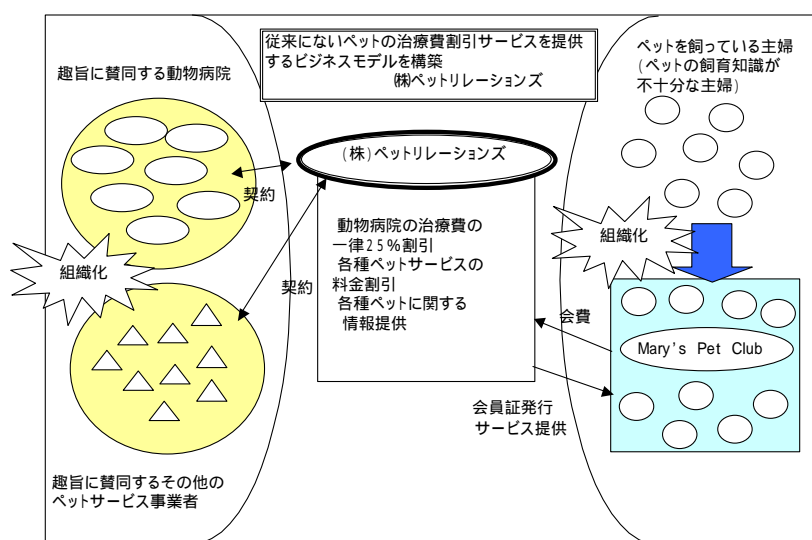 従来にないペットの治療費割引サービスを提供
するビジネスモデルを構築
㈱ペットリレーションズ
趣旨に賛同する動物病院
契約
組織化
契約
趣旨に賛同するその他の
ペットサービス事業者
(株)ペットリレーションズ
動物病院の治療費の
一律25%割引
各種ペットサービスの
料金割引
各種ペットに関する
情報提供
会費
会員証発行
サービス提供
ペットを飼っている主婦
(ペットの飼育知識が
不十分な主婦)
組織化
Mary's Pet Club